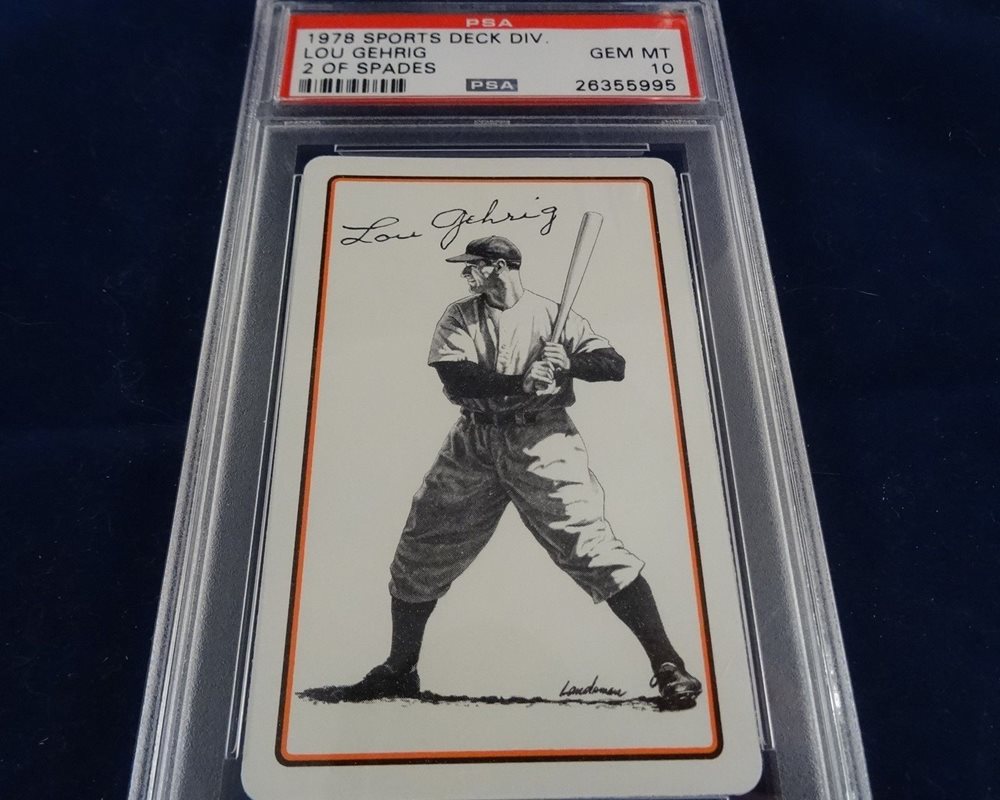 PSA
1978 SPORTS DECK DIV.
LOU GEHRIG GEM MT
2 OF SPADES 10
PSA 26355995
Lou Gehrig
Landsman